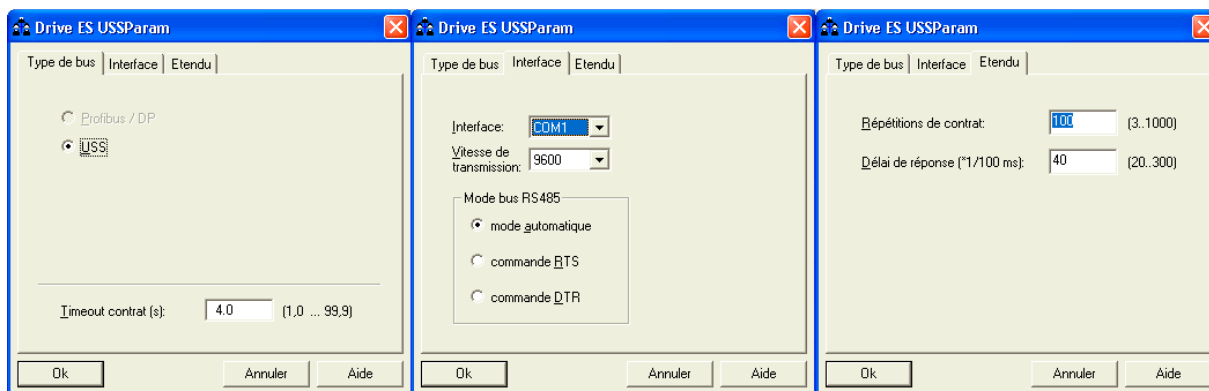 Drive ES USSParam
Type de bus Interface Etendu
Profibus / DP
USS
Timeout contrat (s): 4.0 (1,0 ... 99,9)
Ok Annuler Aide
Drive ES USSParam
Type de bus Interface Etendu
Interface: COM1
Vitesse de
transmission: 9600
Mode bus RS485
mode automatique
commande RTS
commande DTR
Ok Annuler Aide
Drive ES USSParam
Type de bus Interface Etendu
Répétitions de contrat: 100 (3..1000)
Délai de réponse (*1/100 ms): 40 (20..300)
Ok Annuler Aide